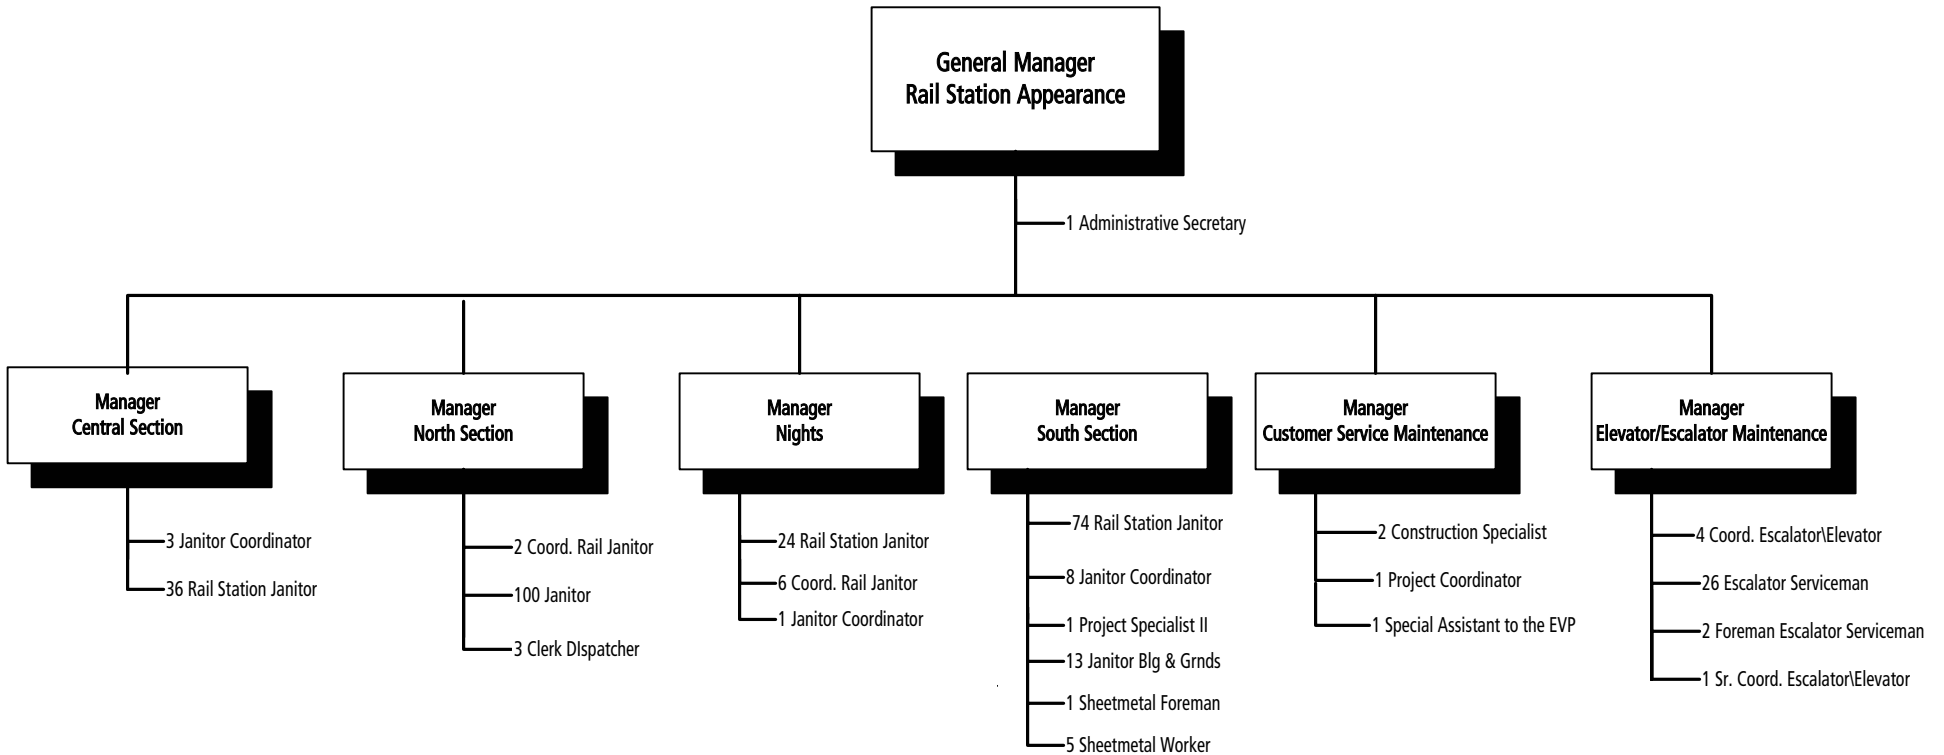 General Manager
Rail Station Appearance
1 Administrative Secretary
Manager
Central Section
3 Janitor Coordinator
36 Rail Station Janitor
Manager
North Section
2 Coord. Rail Janitor
100 Janitor
3 Clerk DIspatcher
Manager
Nights
24 Rail Station Janitor
6 Coord. Rail Janitor
1 Janitor Coordinator
Manager
South Section
74 Rail Station Janitor
8 Janitor Coordinator
1 Project Specialist II
13 Janitor Blg & Grnds
1 Sheetmetal Foreman
5 Sheetmetal Worker
Manager
Customer Service Maintenance
2 Construction Specialist
1 Project Coordinator
1 Special Assistant to the EVP
Manager
Elevator/Escalator Maintenance
4 Coord. Escalator\Elevator
26 Escalator Serviceman
2 Foreman Escalator Serviceman
1 Sr. Coord. Escalator\Elevator